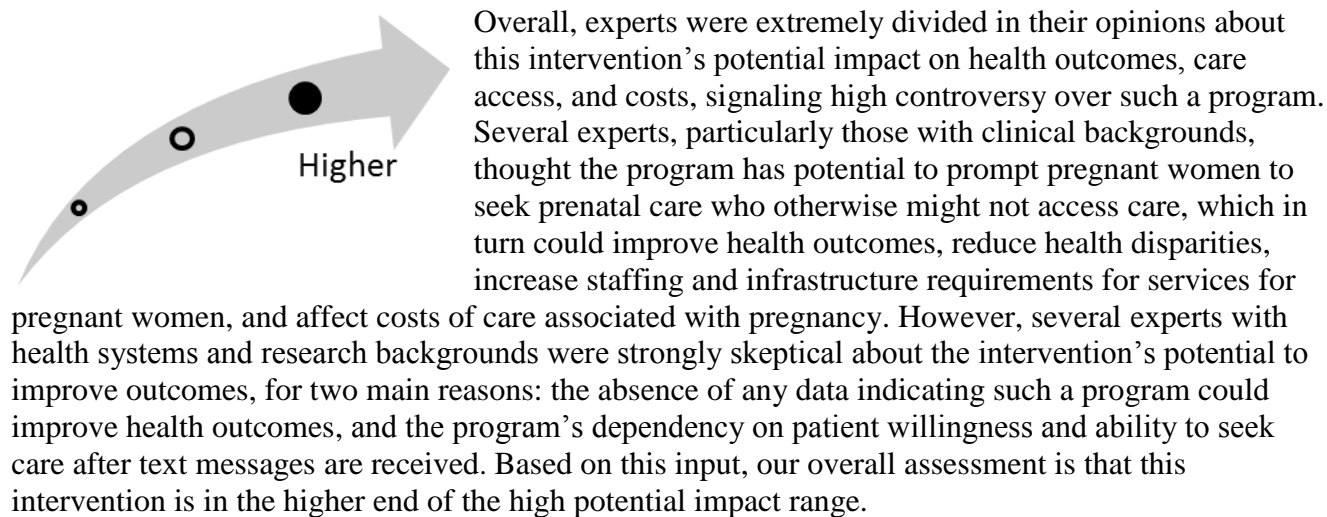 Overall, experts were extremely divided in their opinions about
this intervention’s potential impact on health outcomes, care
access, and costs, signaling high controversy over such a program.
Several experts, particularly those with clinical backgrounds,
thought the program has potential to prompt pregnant women to
seek prenatal care who otherwise might not access care, which in
turn could improve health outcomes, reduce health disparities,
increase staffing and infrastructure requirements for services for
Higher
pregnant women, and affect costs of care associated with pregnancy. However, several experts with
health systems and research backgrounds were strongly skeptical about the intervention’s potential to
improve outcomes, for two main reasons: the absence of any data indicating such a program could
improve health outcomes, and the program’s dependency on patient willingness and ability to seek
care after text messages are received. Based on this input, our overall assessment is that this
intervention is in the higher end of the high potential impact range.